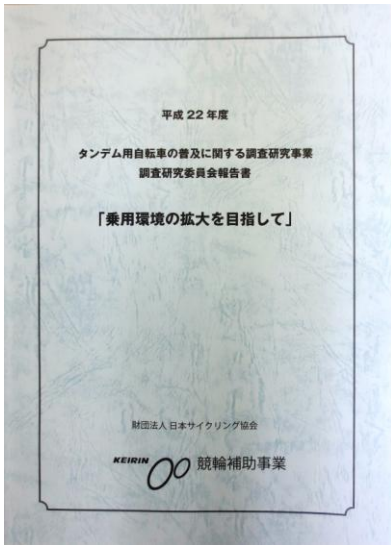 平成 22 年度
タンデム用自転車の普及に関する調査研究事業
調査研究委員会報告書
「乗用環境の拡大を目指して」
財団法人 日本サイクリング協会
KEIRIN 競輪補助事業